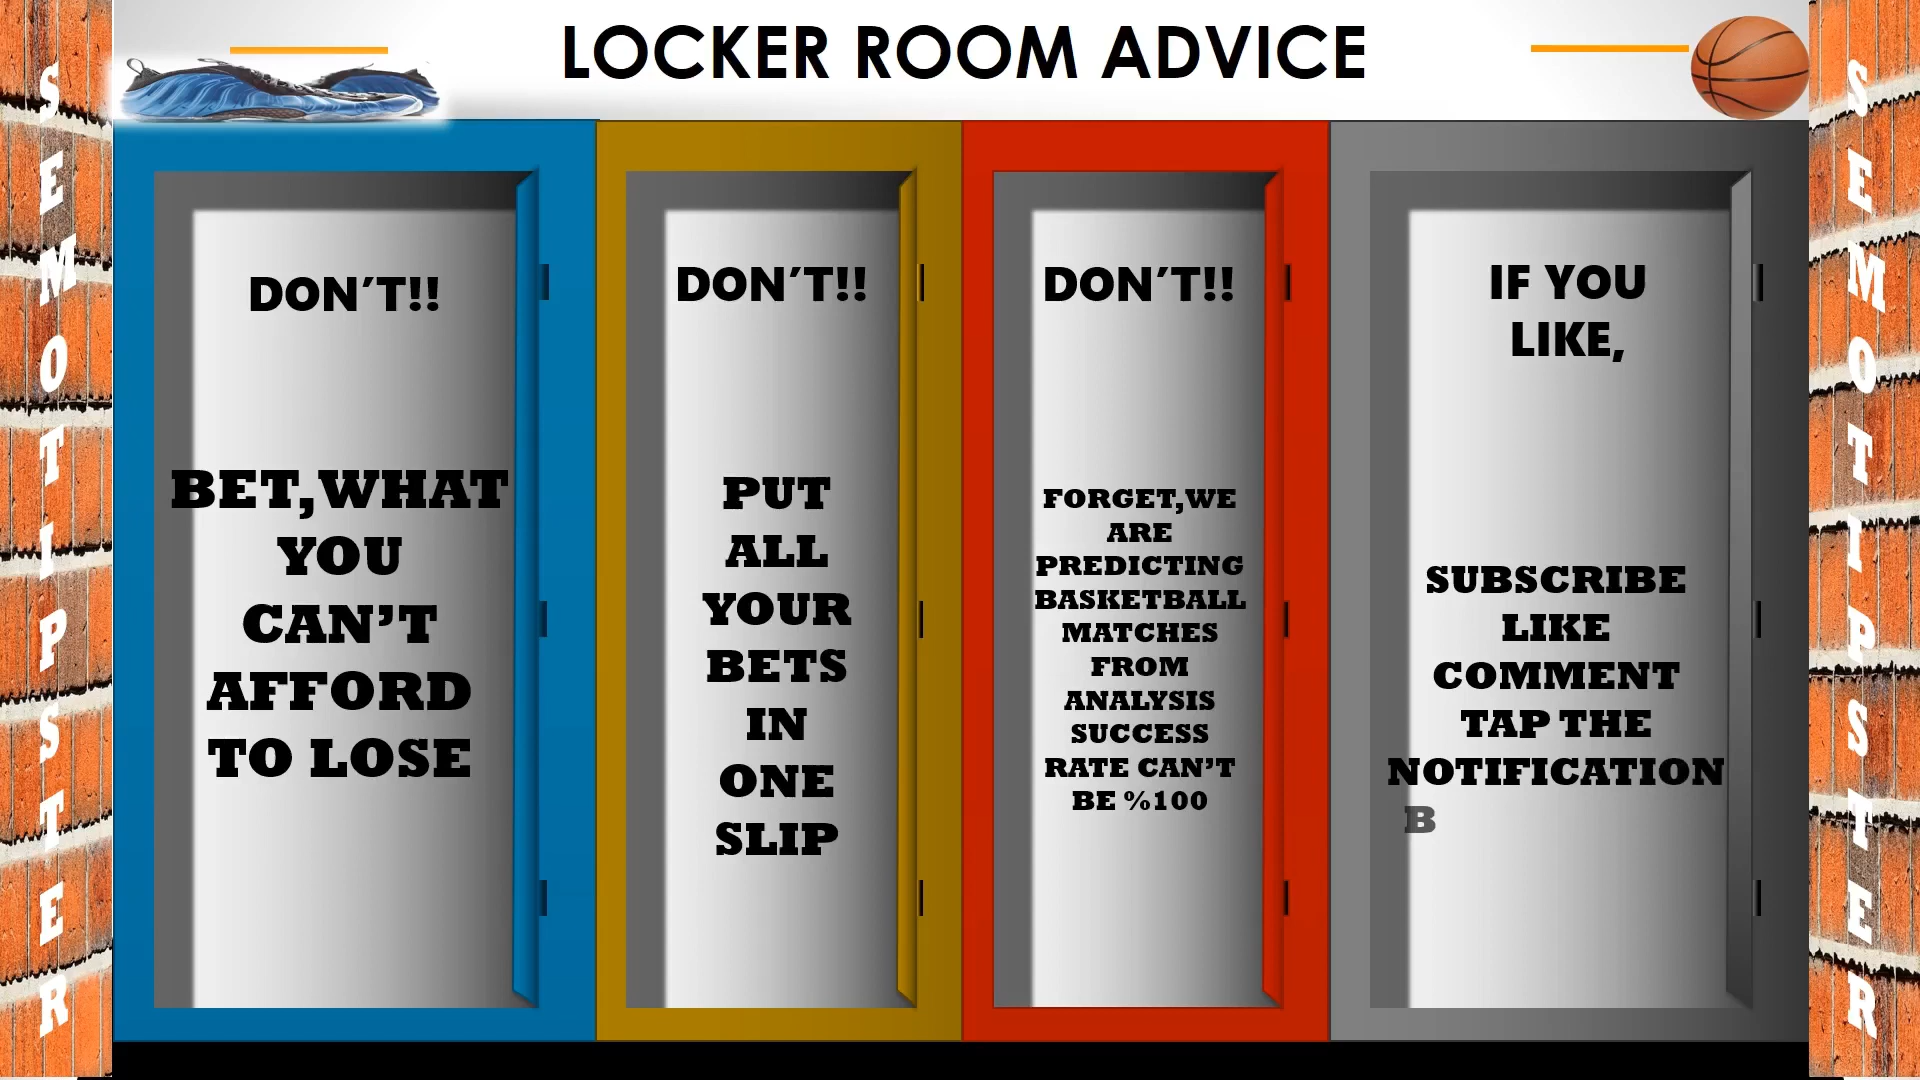 LOCKER ROOM ADVICE
SEMOTIPSTER
DON'T!!
BET,WHAT
YOU
CAN'T
AFFORD
TO LOSE
DON'T!!
PUT
ALL
YOUR
BETS
IN
ONE
SLIP
DON'T!!
FORGET,WE
ARE
PREDICTING
BASKETBALL
MATCHES
FROM
ANALYSIS
SUCCESS
RATE CAN'T
BE %100
IF YOU
LIKE,
SUBSCRIBE
LIKE
COMMENT
TAP THE
NOTIFICATION
B
SEMOTIPSTER